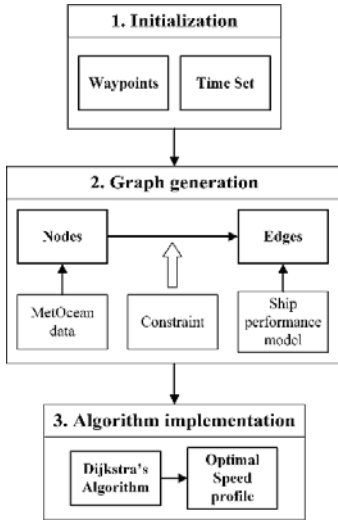 1. Initialization
Waypoints
Time Set
2. Graph generation
Nodes
Edges
MetOcean
data
Constraint
Ship
performance
model
3. Algorithm implementation
Dijkstra's
Algorithm
Optimal
Speed
profile